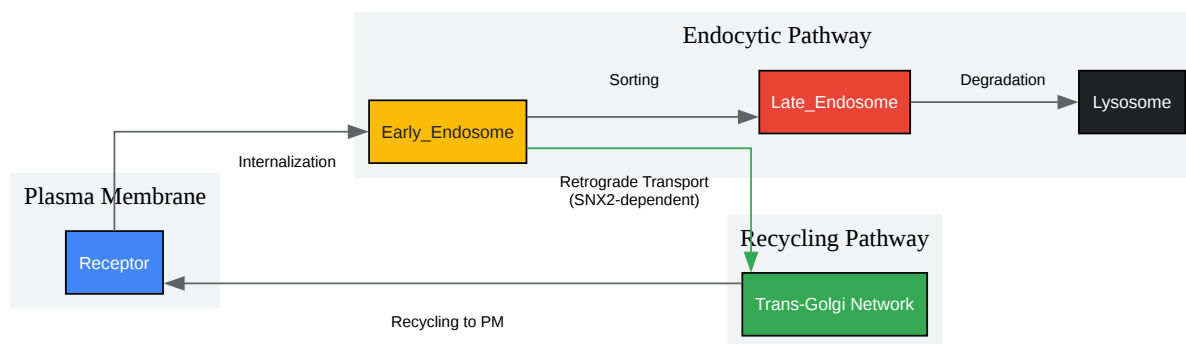 Endocytic Pathway
Sorting
Degradation
Late_Endosome
Lysosome
Early_Endosome
Internalization
Retrograde Transport
(SNX2-dependent)
Plasma Membrane
Receptor
Recycling Pathway
Trans-Golgi Network
Recycling to PM